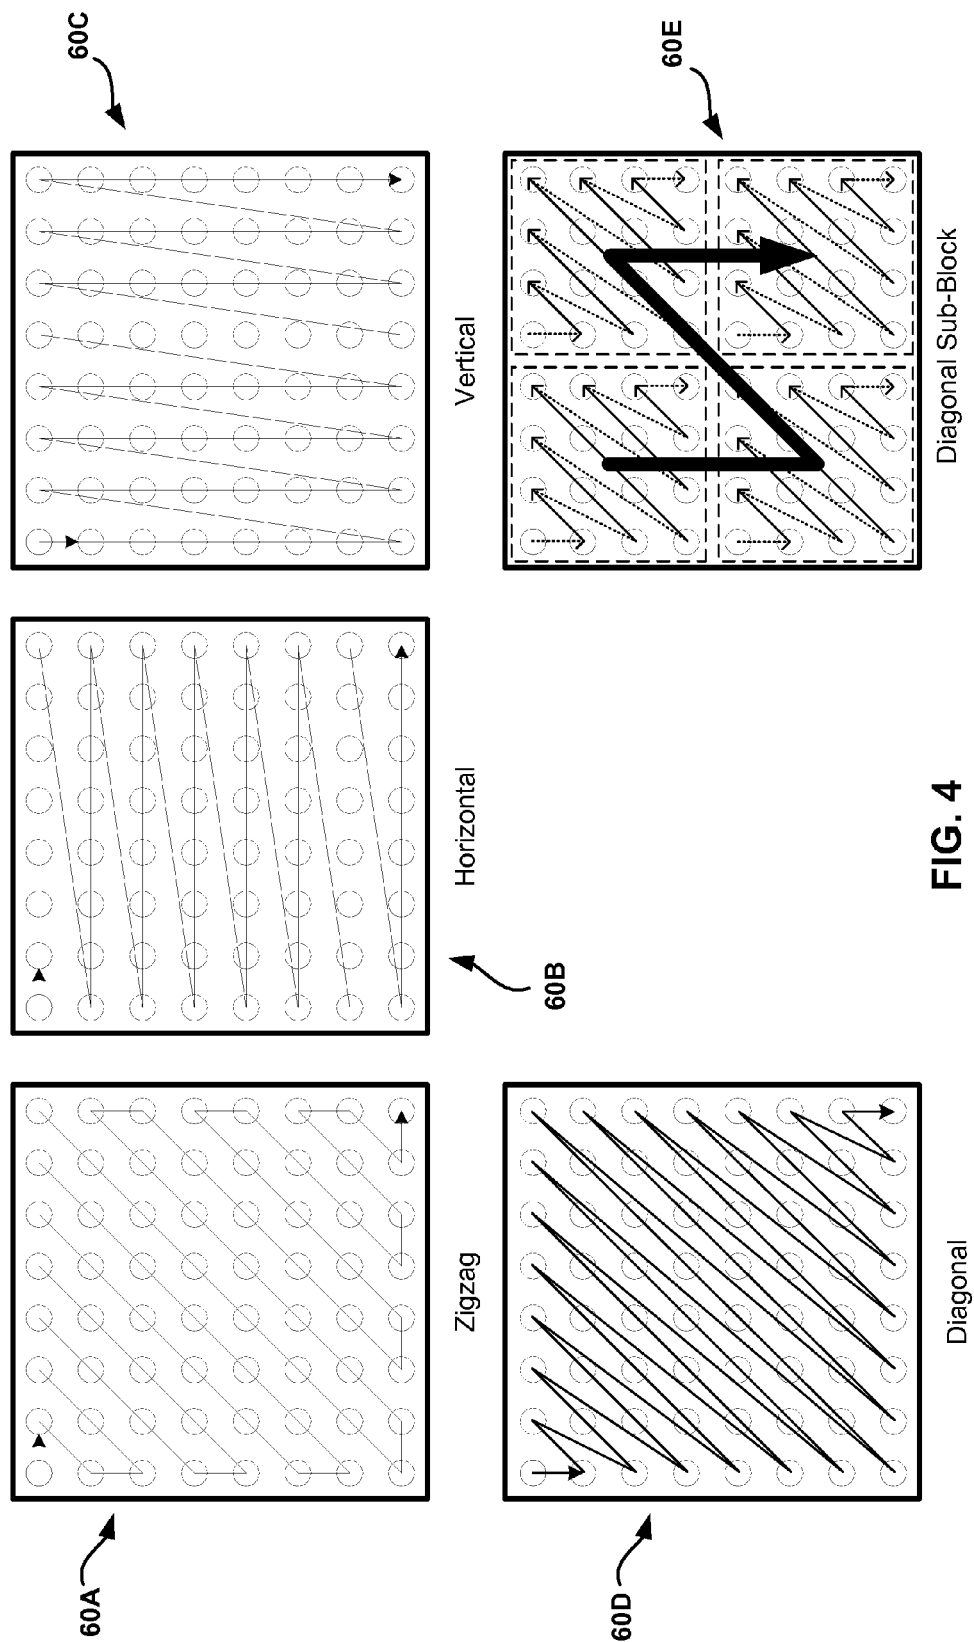 60A
Zigzag
60B
Horizontal
60C
Vertical
60D
Diagonal
60E
Diagonal Sub-Block
FIG. 4